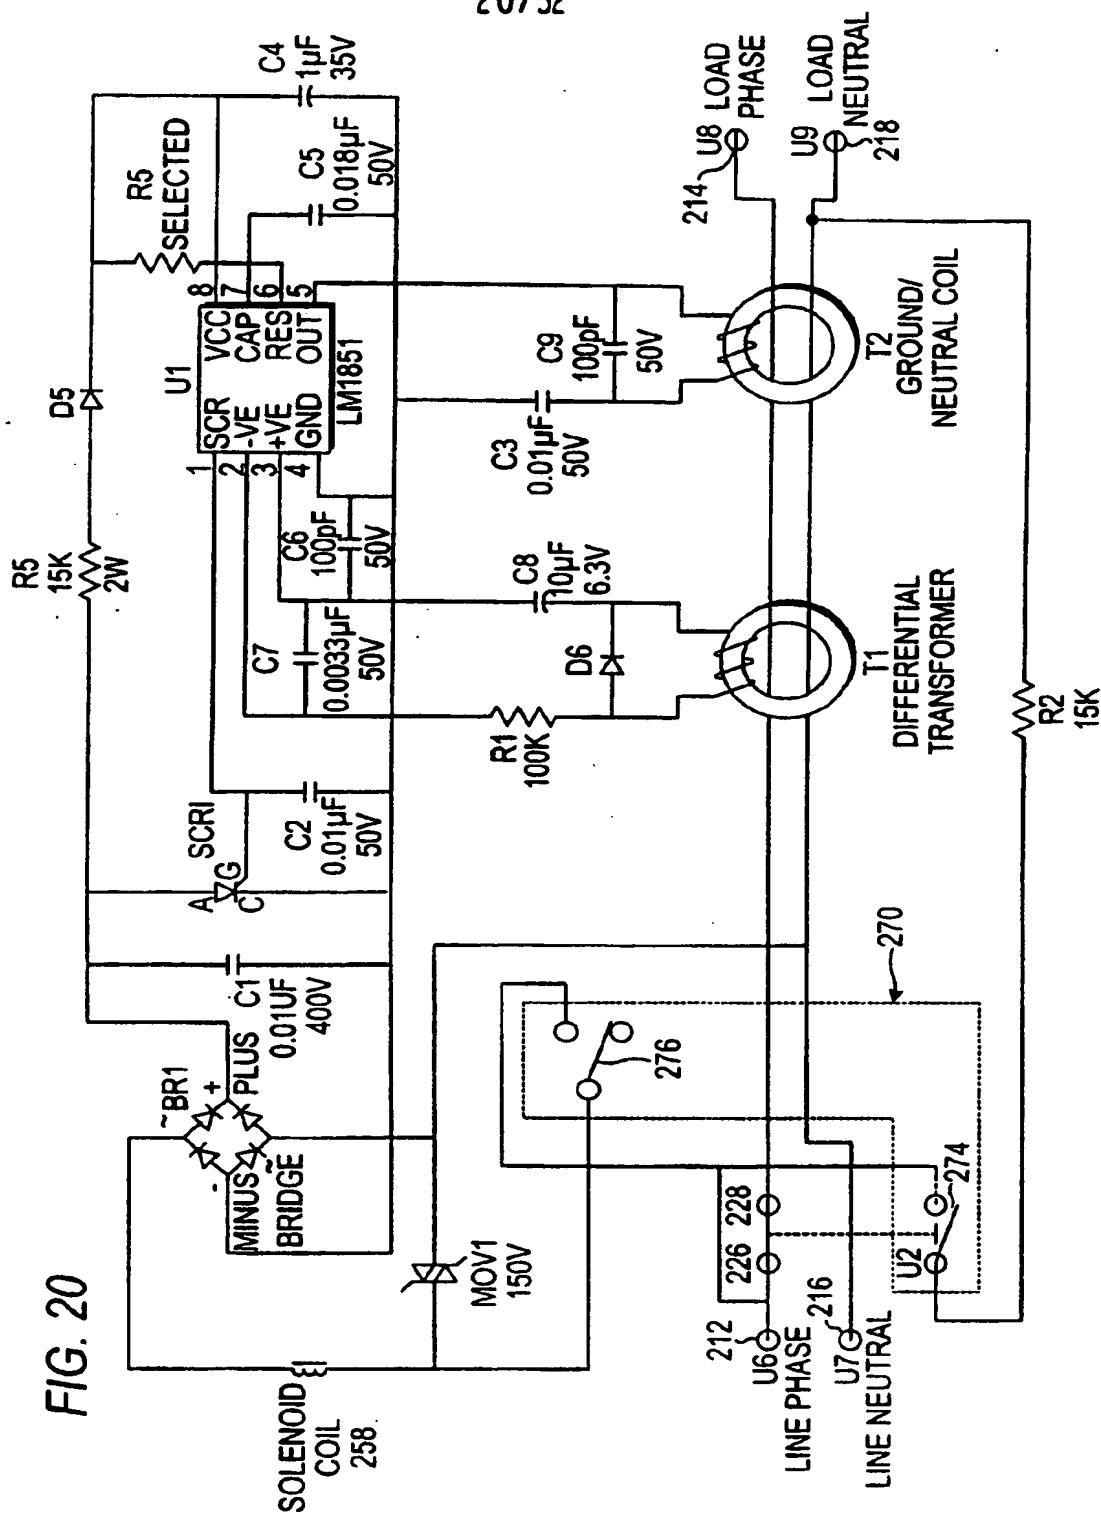 FIG. 20
SOLENOID
COIL
258
~BR1
+
PLUS
-
MINUS
~
BRIDGE
C1
0.01UF
400V
A
G
C
SCRI
C2
0.01µF
50V
C7
0.0033µF
50V
C6
100pF
50V
R5
15K
2W
D5
R5
SELECTED
U1
1
2
3
4
SCR
-VE
+VE
GND
VCC
CAP
RES
OUT
8
7
6
5
LM1851
C5
0.018µF
50V
C4
1µF
35V
MOV1
150V
R1
100K
D6
C8
10µF
6.3V
C3
0.01µF
50V
C9
100pF
50V
276
270
212
U6
LINE PHASE
226
228
U7
216
LINE NEUTRAL
U2
274
T1
DIFFERENTIAL
TRANSFORMER
T2
GROUND/
NEUTRAL COIL
214
U8
LOAD
PHASE
U9
LOAD
NEUTRAL
218
R2
15K